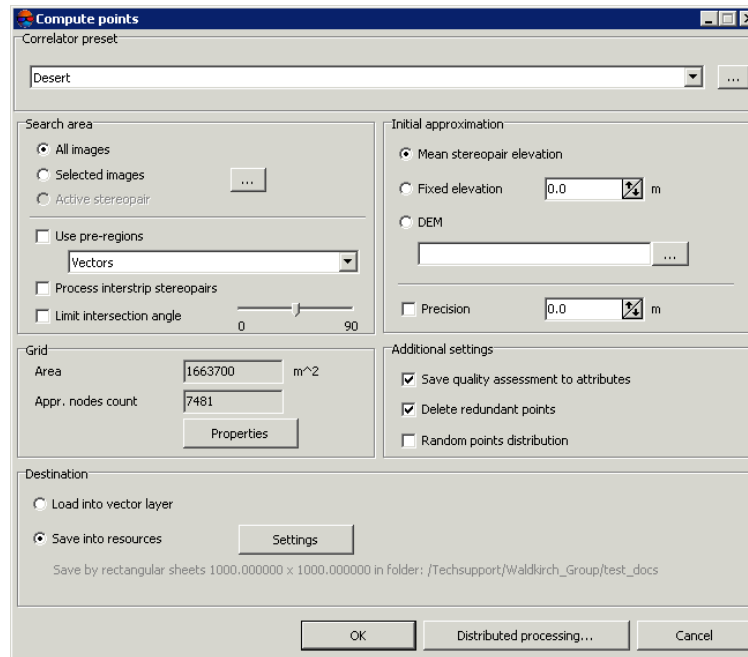 Compute points
Correlator preset
Desert
...
Search area
All images
Selected images
...
Active stereopair
Use pre-regions
Vectors
Process interstrip stereopairs
Limit intersection angle
0 90
Initial approximation
Mean stereopair elevation
Fixed elevation 0.0 m
DEM
...
Precision 0.0 m
Grid
Area 1663700 m^2
Appr. nodes count 7481
Properties
Additional settings
Save quality assessment to attributes
Delete redundant points
Random points distribution
Destination
Load into vector layer
Save into resources Settings
Save by rectangular sheets 1000.000000 x 1000.000000 in folder: /Techsupport/Waldkirch_Group/test_docs
OK Distributed processing... Cancel